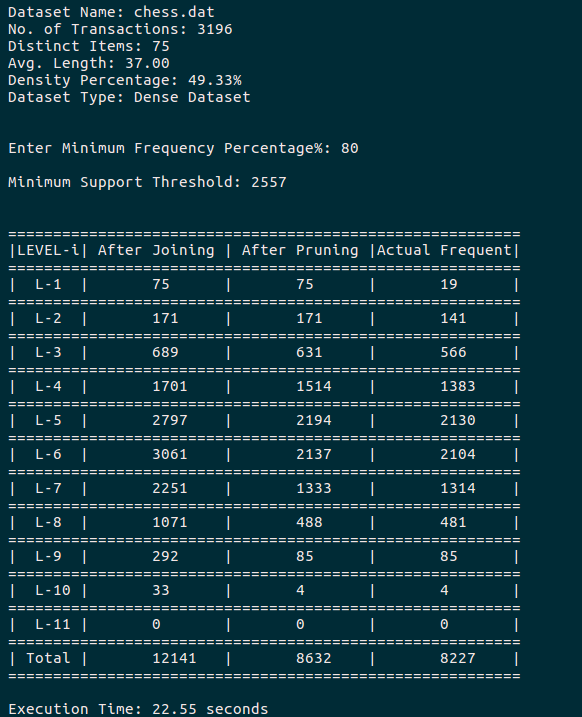 Dataset Name: chess.dat
No. of Transactions: 3196
Distinct Items: 75
Avg. Length: 37.00
Density Percentage: 49.33%
Dataset Type: Dense Dataset
Enter Minimum Frequency Percentage%: 80
Minimum Support Threshold: 2557
=========================================================
|LEVEL-i| After Joining | After Pruning |Actual Frequent|
=========================================================
|  L-1  |       75      |       75      |       19      |
=========================================================
|  L-2  |       171     |       171     |       141     |
=========================================================
|  L-3  |       689     |       631     |       566     |
=========================================================
|  L-4  |       1701    |       1514    |       1383    |
=========================================================
|  L-5  |       2797    |       2194    |       2130    |
=========================================================
|  L-6  |       3061    |       2137    |       2104    |
=========================================================
|  L-7  |       2251    |       1333    |       1314    |
=========================================================
|  L-8  |       1071    |       488     |       481     |
=========================================================
|  L-9  |       292     |       85      |       85      |
=========================================================
|  L-10 |       33      |       4       |       4       |
=========================================================
|  L-11 |       0       |       0       |       0       |
=========================================================
| Total |       12141   |       8632    |       8227    |
=========================================================
Execution Time: 22.55 seconds